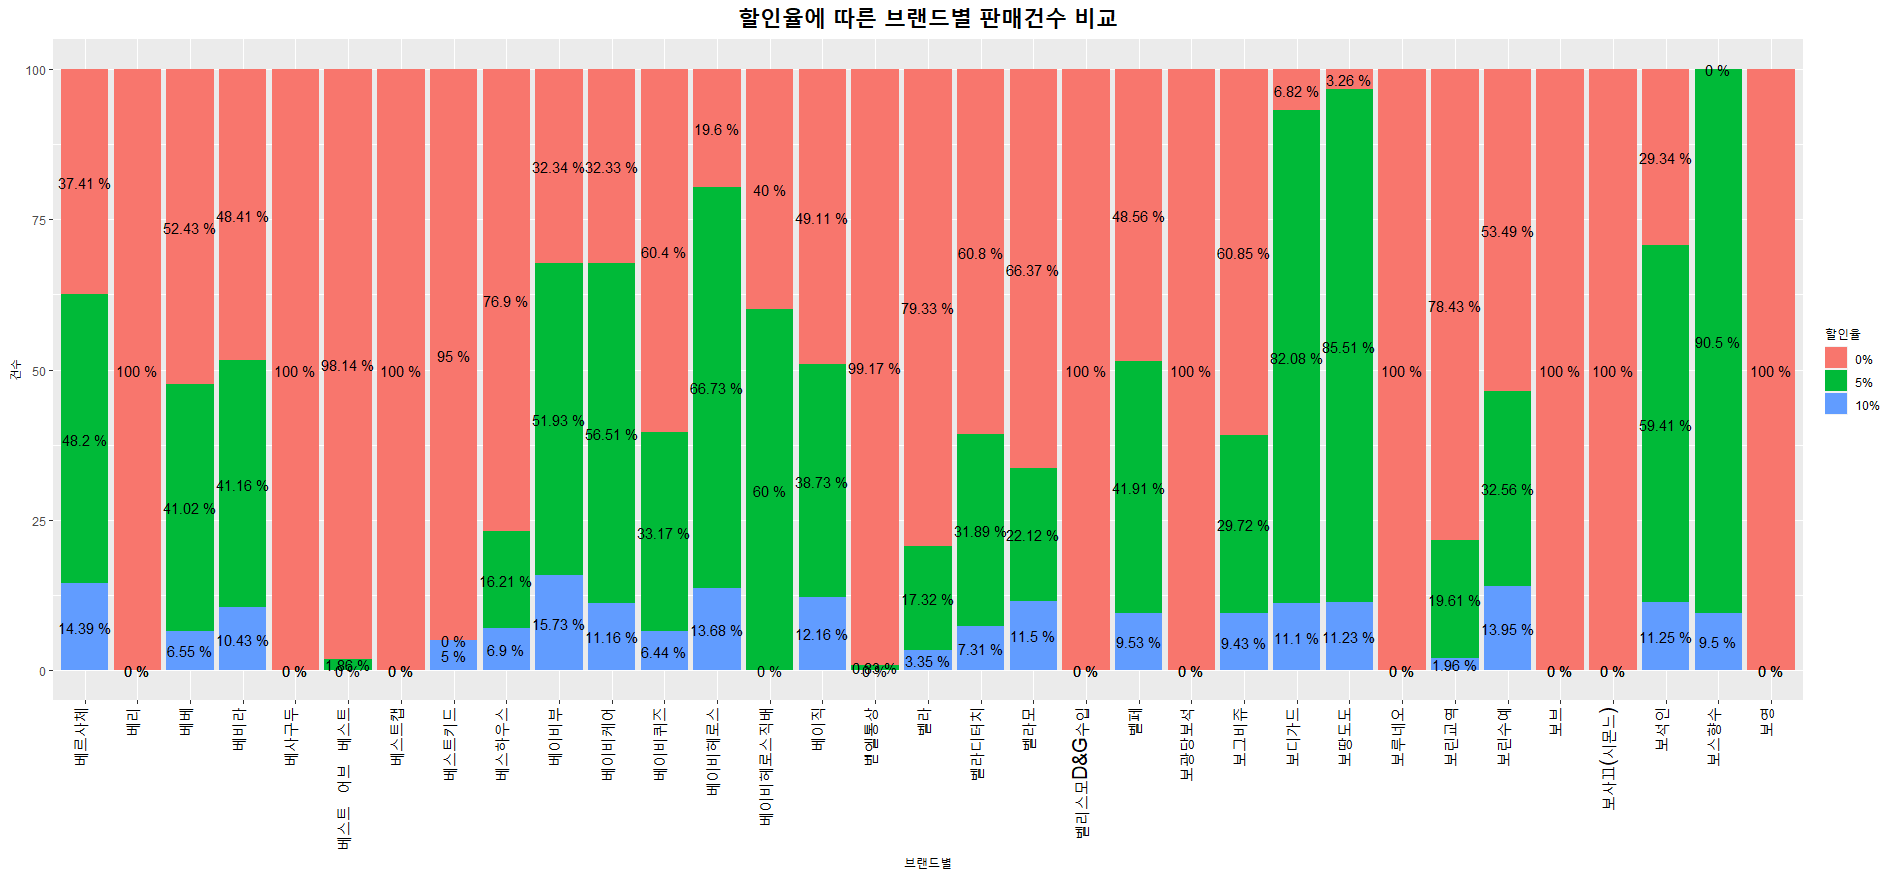 할인율에 따른 브랜드별 판매건수 비교
건수
100
75
50
25
0
37.41 %
48.2 %
14.39 %
100 %
0 %
52.43 %
41.02 %
6.55 %
48.41 %
41.16 %
10.43 %
100 %
0 %
98.14 %
1.86 %
0 %
100 %
0 %
95 %
0 %
5 %
76.9 %
16.21 %
6.9 %
32.34 %
51.93 %
15.73 %
32.33 %
56.51 %
11.16 %
60.4 %
33.17 %
6.44 %
19.6 %
66.73 %
13.68 %
40 %
60 %
0 %
49.11 %
38.73 %
12.16 %
99.17 %
0.83 %
0 %
79.33 %
17.32 %
3.35 %
60.8 %
31.89 %
7.31 %
66.37 %
22.12 %
11.5 %
100 %
0 %
48.56 %
41.91 %
9.53 %
100 %
0 %
60.85 %
29.72 %
9.43 %
6.82 %
82.08 %
11.1 %
3.26 %
85.51 %
11.23 %
100 %
0 %
78.43 %
19.61 %
1.96 %
53.49 %
32.56 %
13.95 %
100 %
0 %
100 %
0 %
29.34 %
59.41 %
11.25 %
0 %
90.5 %
9.5 %
100 %
0 %
베르사체
베리
베베
베비라
베사구두
베스트 어브 베스트
베스트캡
베스트키드
베스하우스
베이비부
베이비케어
베이비퀴즈
베이비헤로스
베이비헤로스직배
베이직
벧엘통상
벨라
벨라디터치
벨라모
벨리스모D&G수입
벨페
보광당보석
보그비쥬
보디가드
보땅도도
보루네오
보린교역
보린수예
보브
보사끄(시몬느)
보석인
보스향수
보영
브랜드별
할인율
0%
5%
10%